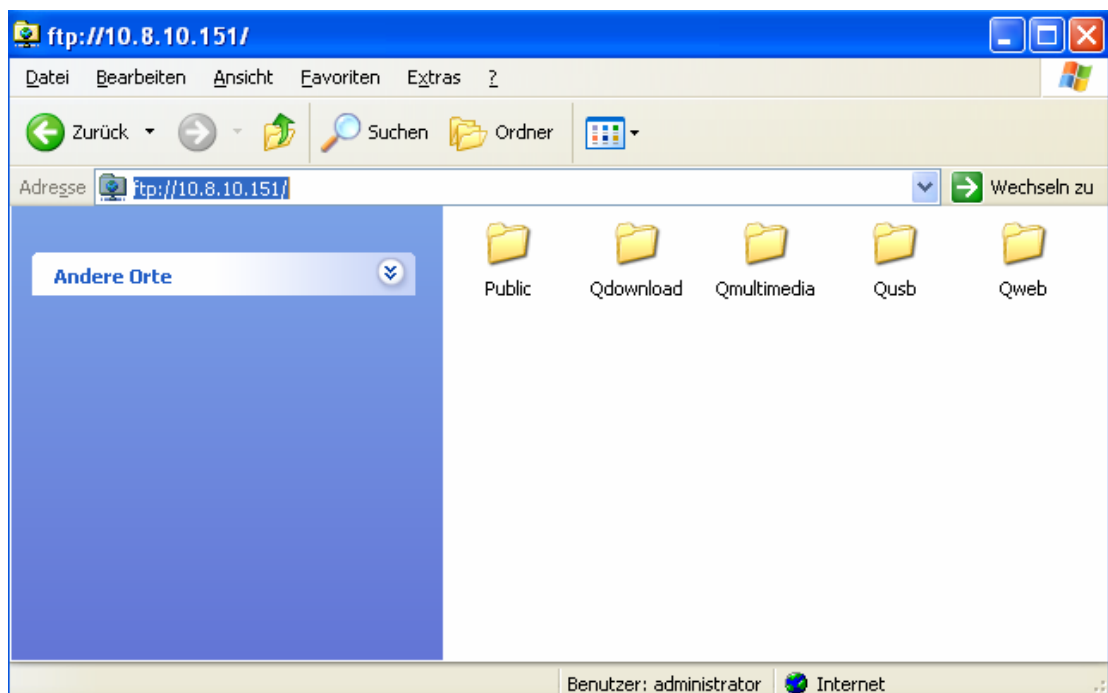 ftp://10.8.10.151/
Datei Bearbeiten Ansicht Favoriten Extras ?
Zurück Suchen Ordner
Adresse ftp://10.8.10.151/ Wechseln zu
Andere Orte
Public Qdownload Qmultimedia Qusb Qweb
Benutzer: administrator Internet